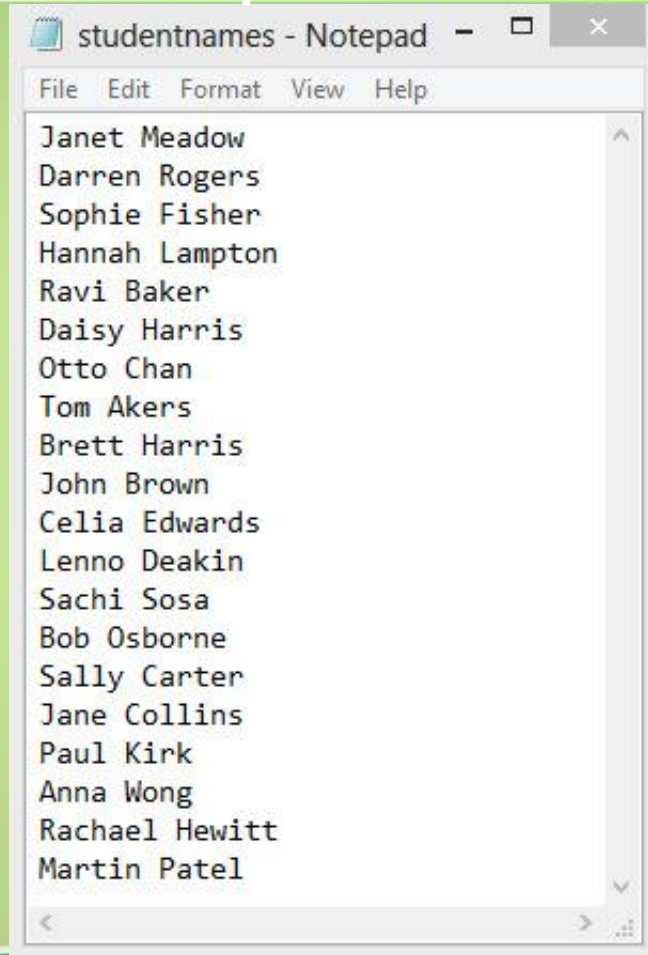 studentnames - Notepad
File Edit Format View Help
Janet Meadow
Darren Rogers
Sophie Fisher
Hannah Lampton
Ravi Baker
Daisy Harris
Otto Chan
Tom Akers
Brett Harris
John Brown
Celia Edwards
Lenno Deakin
Sachi Sosa
Bob Osborne
Sally Carter
Jane Collins
Paul Kirk
Anna Wong
Rachael Hewitt
Martin Patel